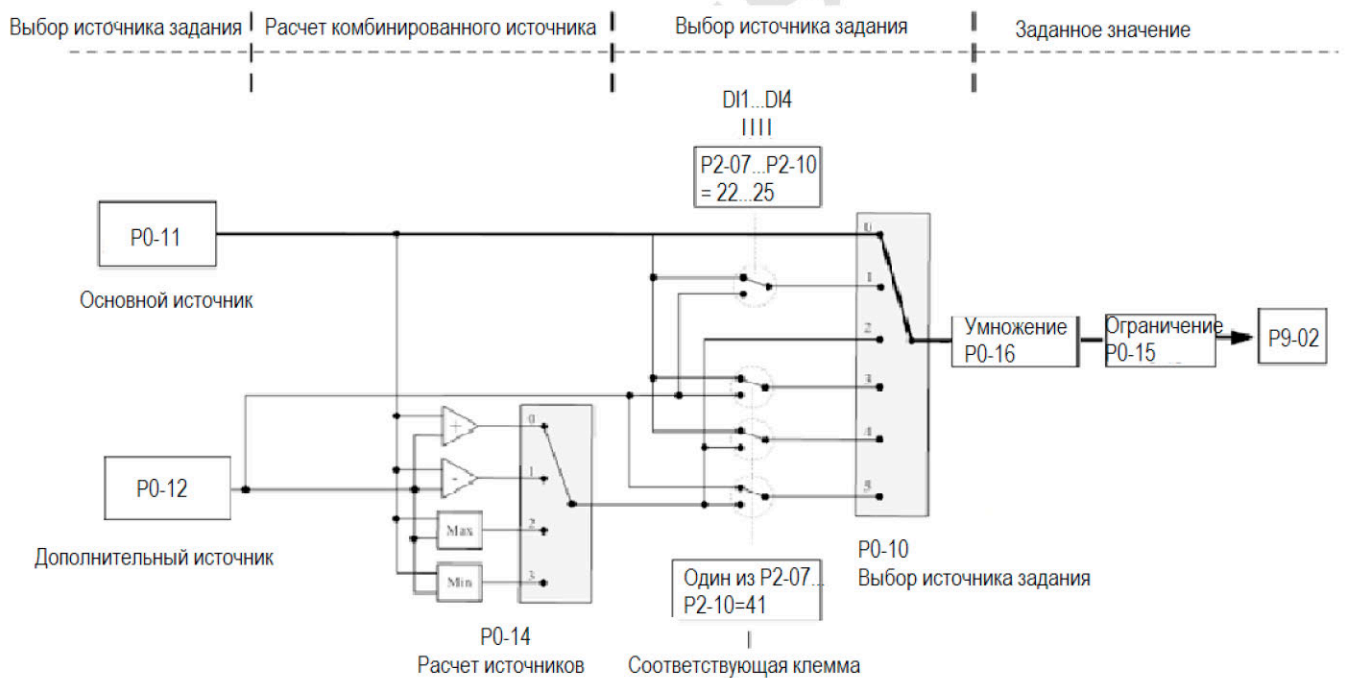 Выбор источника задания
Расчет комбинированного источника
Выбор источника задания
Заданное значение
DI1...DI4
P2-07...P2-10
= 22...25
P0-11
Основной источник
0
1
2
3
4
5
Умножение
P0-16
Ограничение
P0-15
P9-02
P0-12
Дополнительный источник
+
-
Max
Min
0
1
2
3
P0-14
Расчет источников
Один из P2-07...
P2-10=41
Соответствующая клемма
P0-10
Выбор источника задания